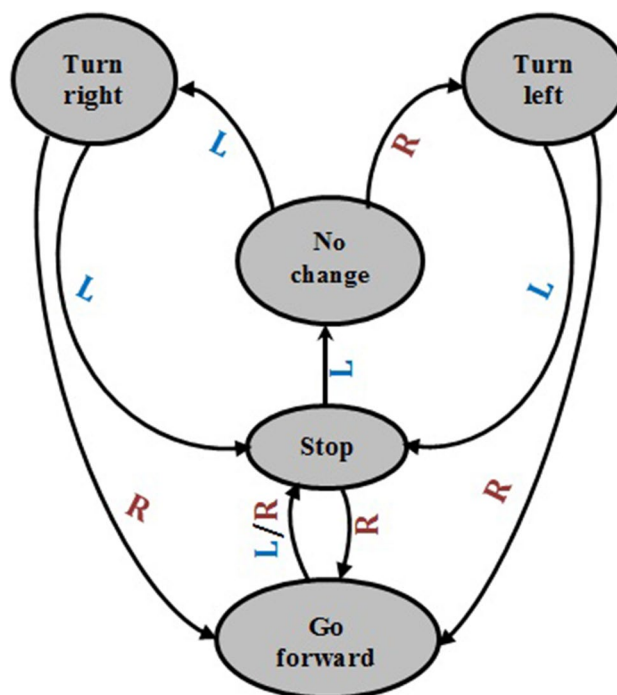 Turn
right
Turn
left
L
R
No
change
L
L
L
Stop
R
L/R
R
R
Go
forward